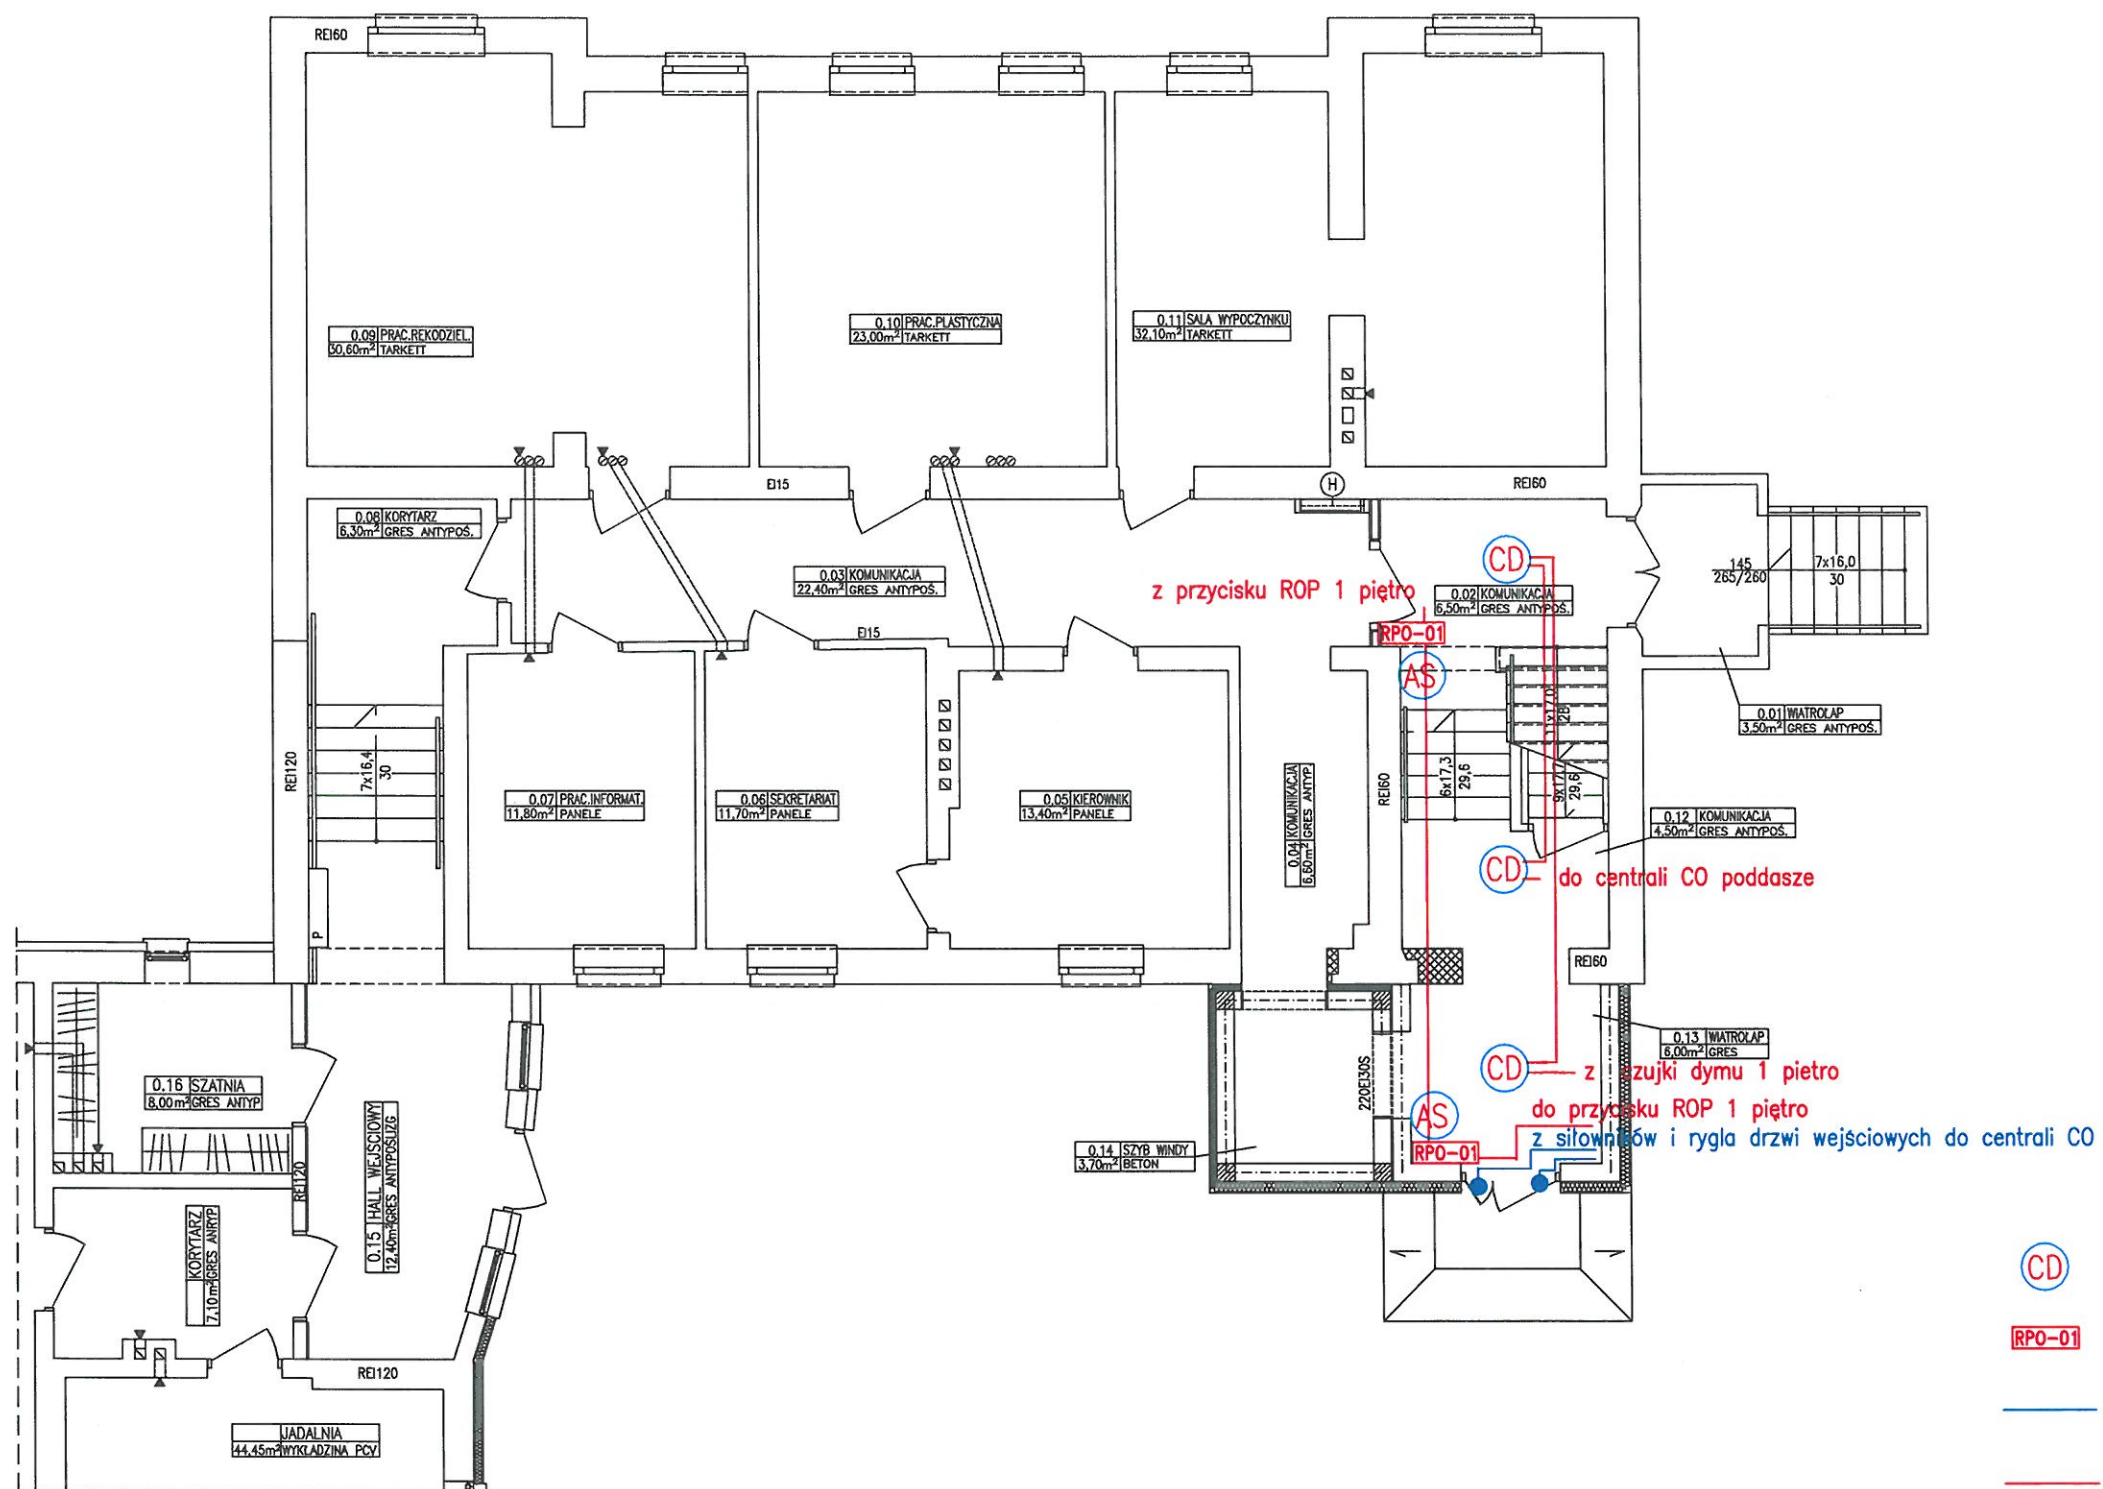 REI60
0.09 PRAC.RĘKODZIEL.
30,60m² TARKETT
0.10 PRAC.PLASTYCZNA
23,00m² TARKETT
0.11 SALA WYPOCZYNKU
32,10m² TARKETT
EI15
H
REI60
0.08 KORYTARZ
6,30m² GRES ANTYPOŚ.
0.03 KOMUNIKACJA
22,40m² GRES ANTYPOŚ.
z przycisku ROP 1 piętro
CD
0.02 KOMUNIKACJA
6,50m² GRES ANTYPOŚ.
145
265/260
7x16,0
30
EI15
RPO-01
AS
0.01 WIATROŁAP
3,50m² GRES ANTYPOŚ.
REI120
7x16,4
30
11x17,0
28
6x17,3
29,6
29,6
REI60
0.07 PRAC.INFORMAT.
11,80m² PANELE
0.06 SEKRETARIAT
11,70m² PANELE
0.05 KIEROWNIK
13,40m² PANELE
0.04 KOMUNIKACJA
6,60m² GRES ANTYP.
0.12 KOMUNIKACJA
4,50m² GRES ANTYPOŚ.
CD
do centrali CO poddasze
P
REI60
0.13 WIATROŁAP
6,00m² GRES
220EI30S
CD
z czujki dymu 1 pietro
AS
do przycisku ROP 1 piętro
z siłowników i rygla drzwi wejściowych do centrali CO
RPO-01
0.14 SZYB WINDY
3,70m² BETON
0.16 SZATNIA
8,00m² GRES ANTYP
REI120
0.15 HALL WEJŚCIOWY
12,40m² GRES ANTYPOŚUZG
KORYTARZ
7,10m² GRES ANRYP
CD
RPO-01
REI120
JADALNIA
44,45m² WYKŁADZINA PCV